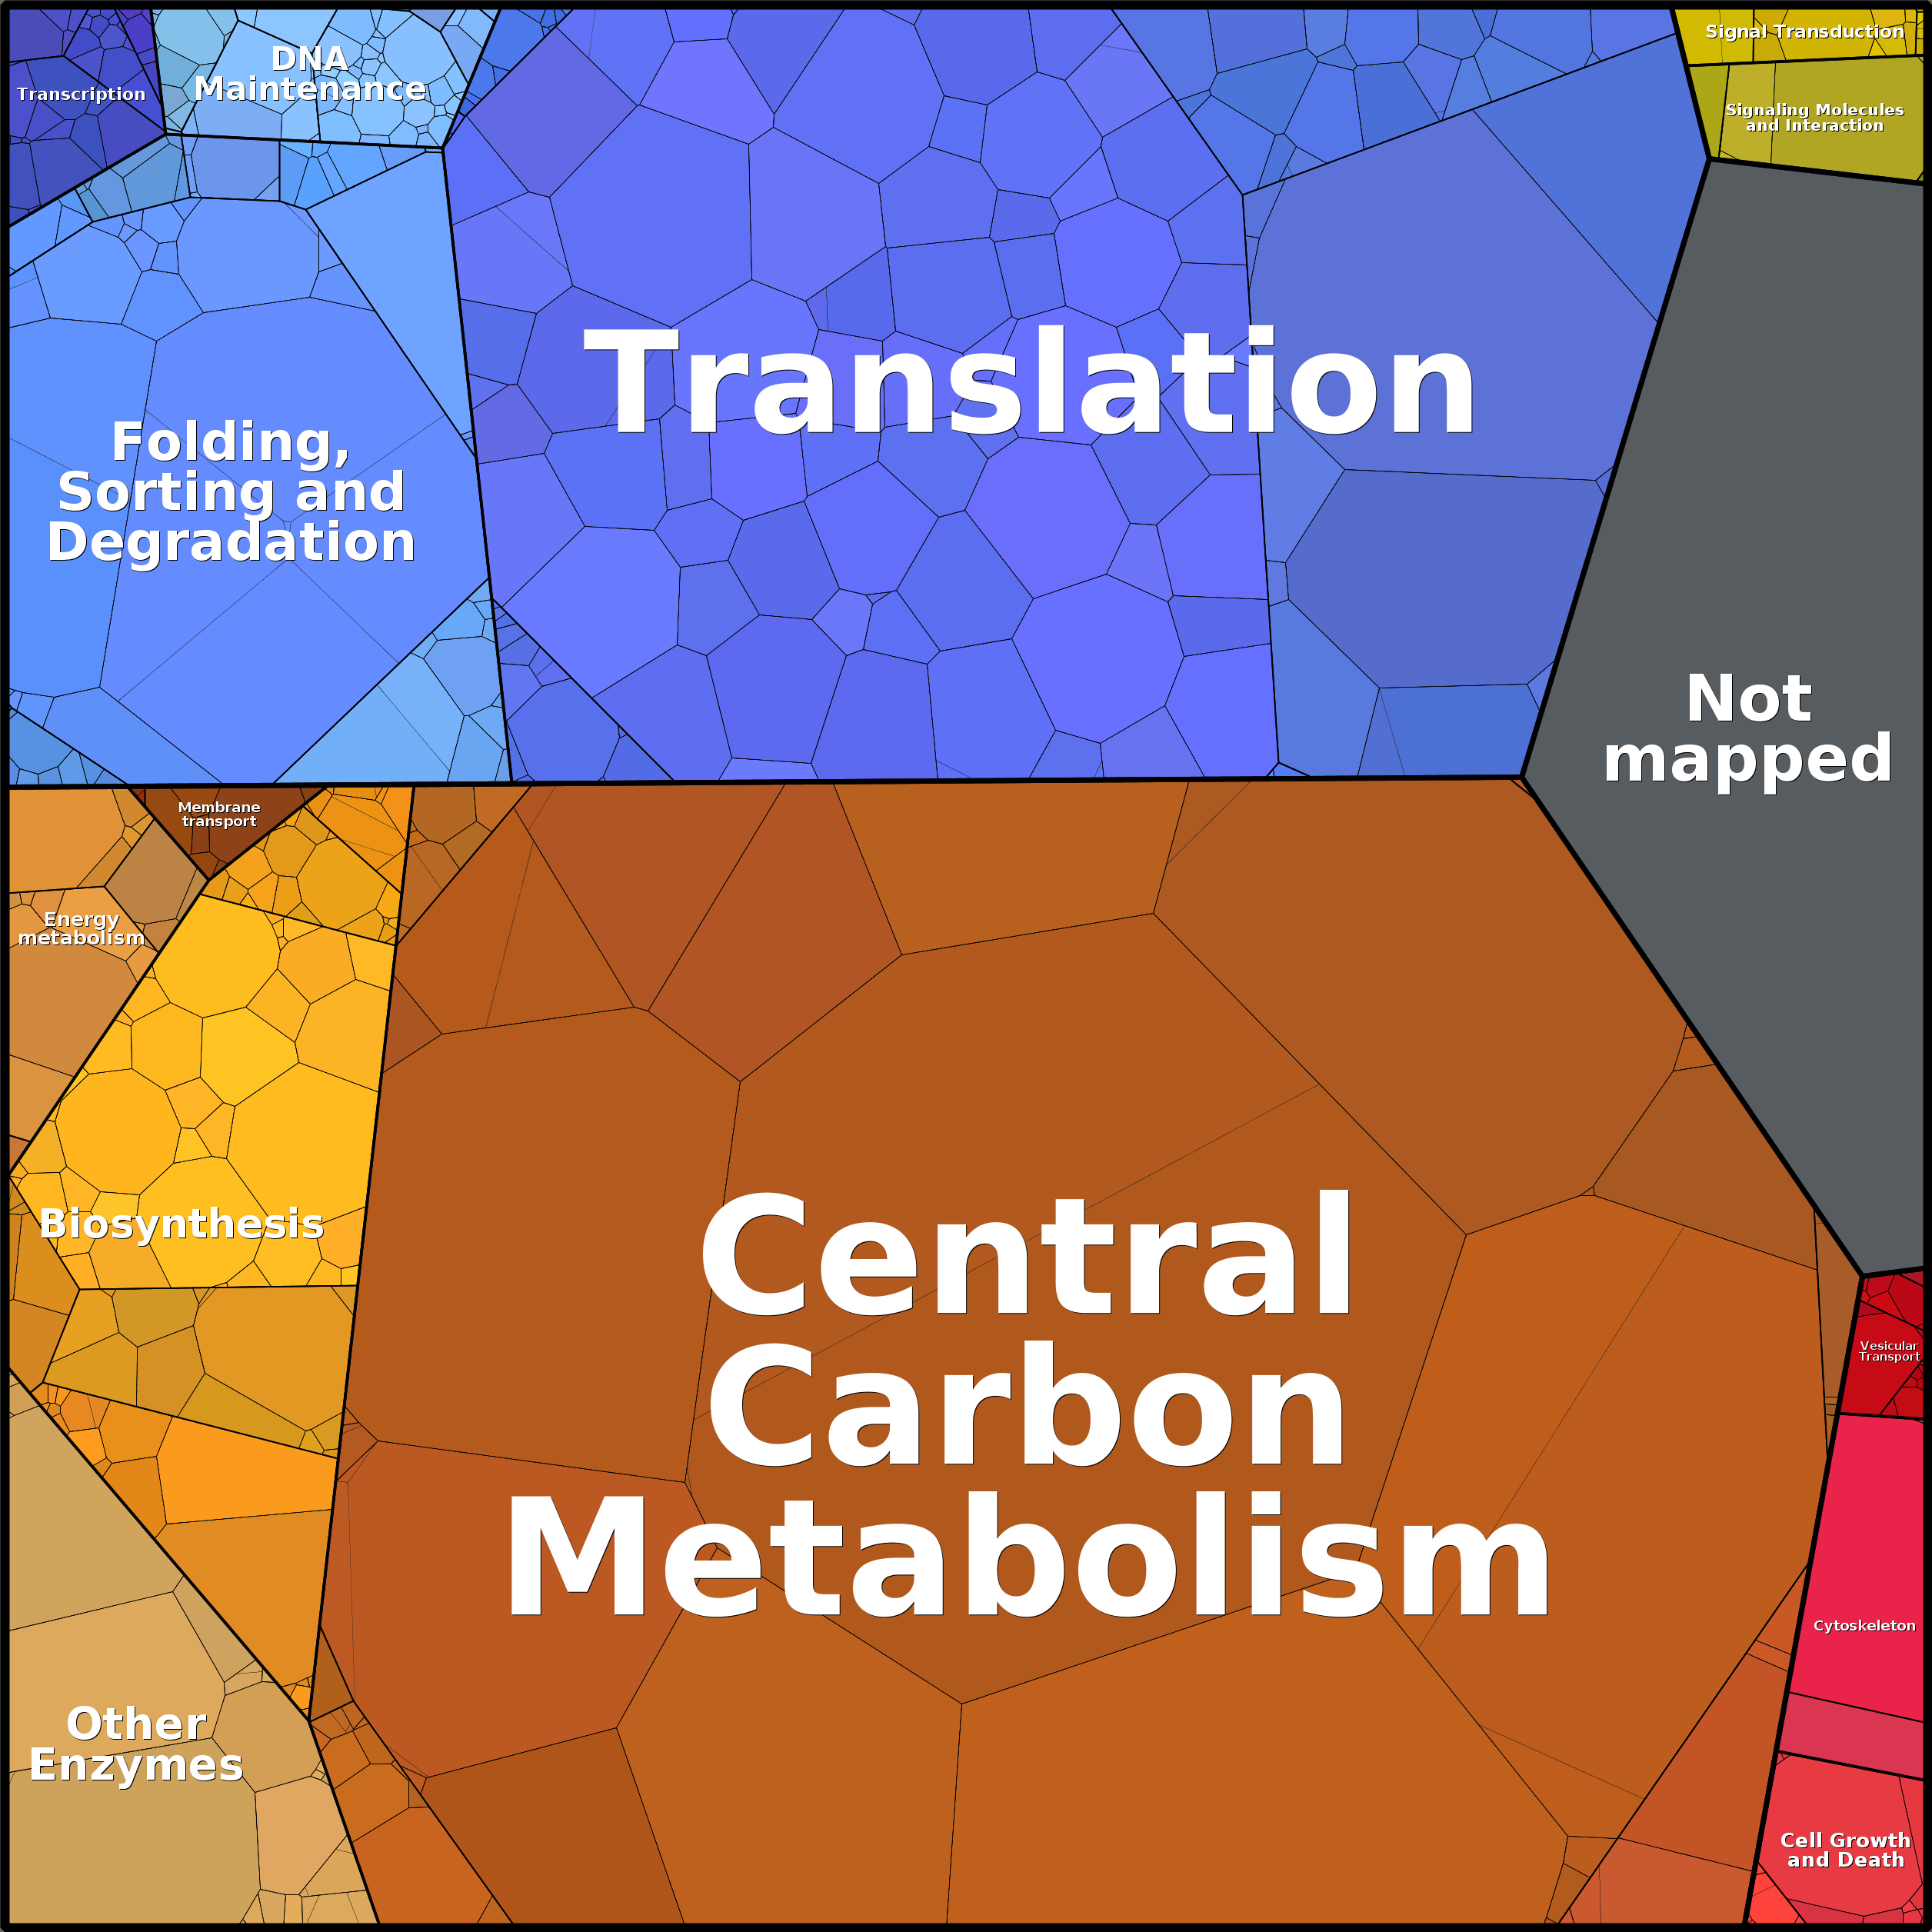 Signal Transduction
DNA
Maintenance
Transcription
Signaling Molecules
and Interaction
Translation
Folding,
Sorting and
Degradation
Not
mapped
Membrane
transport
Energy
metabolism
Biosynthesis
Central
Carbon
Metabolism
Vesicular
Transport
Cytoskeleton
Other
Enzymes
Cell Growth
and Death